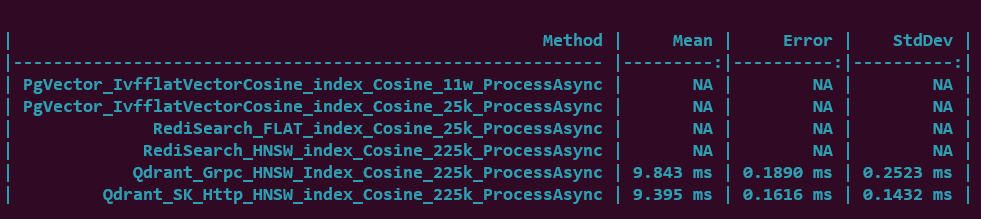 | Method | Mean | Error | StdDev |
|----------------------------------------------------------- |---------:|----------:|----------:|
| PgVector_IvfflatVectorCosine_index_Cosine_11w_ProcessAsync | NA | NA | NA |
| PgVector_IvfflatVectorCosine_index_Cosine_25k_ProcessAsync | NA | NA | NA |
| RediSearch_FLAT_index_Cosine_25k_ProcessAsync | NA | NA | NA |
| RediSearch_HNSW_index_Cosine_225k_ProcessAsync | NA | NA | NA |
| Qdrant_Grpc_HNSW_index_Cosine_225k_ProcessAsync | 9.843 ms | 0.1890 ms | 0.2523 ms |
| Qdrant_SK_Http_HNSW_index_Cosine_225k_ProcessAsync | 9.395 ms | 0.1616 ms | 0.1432 ms |